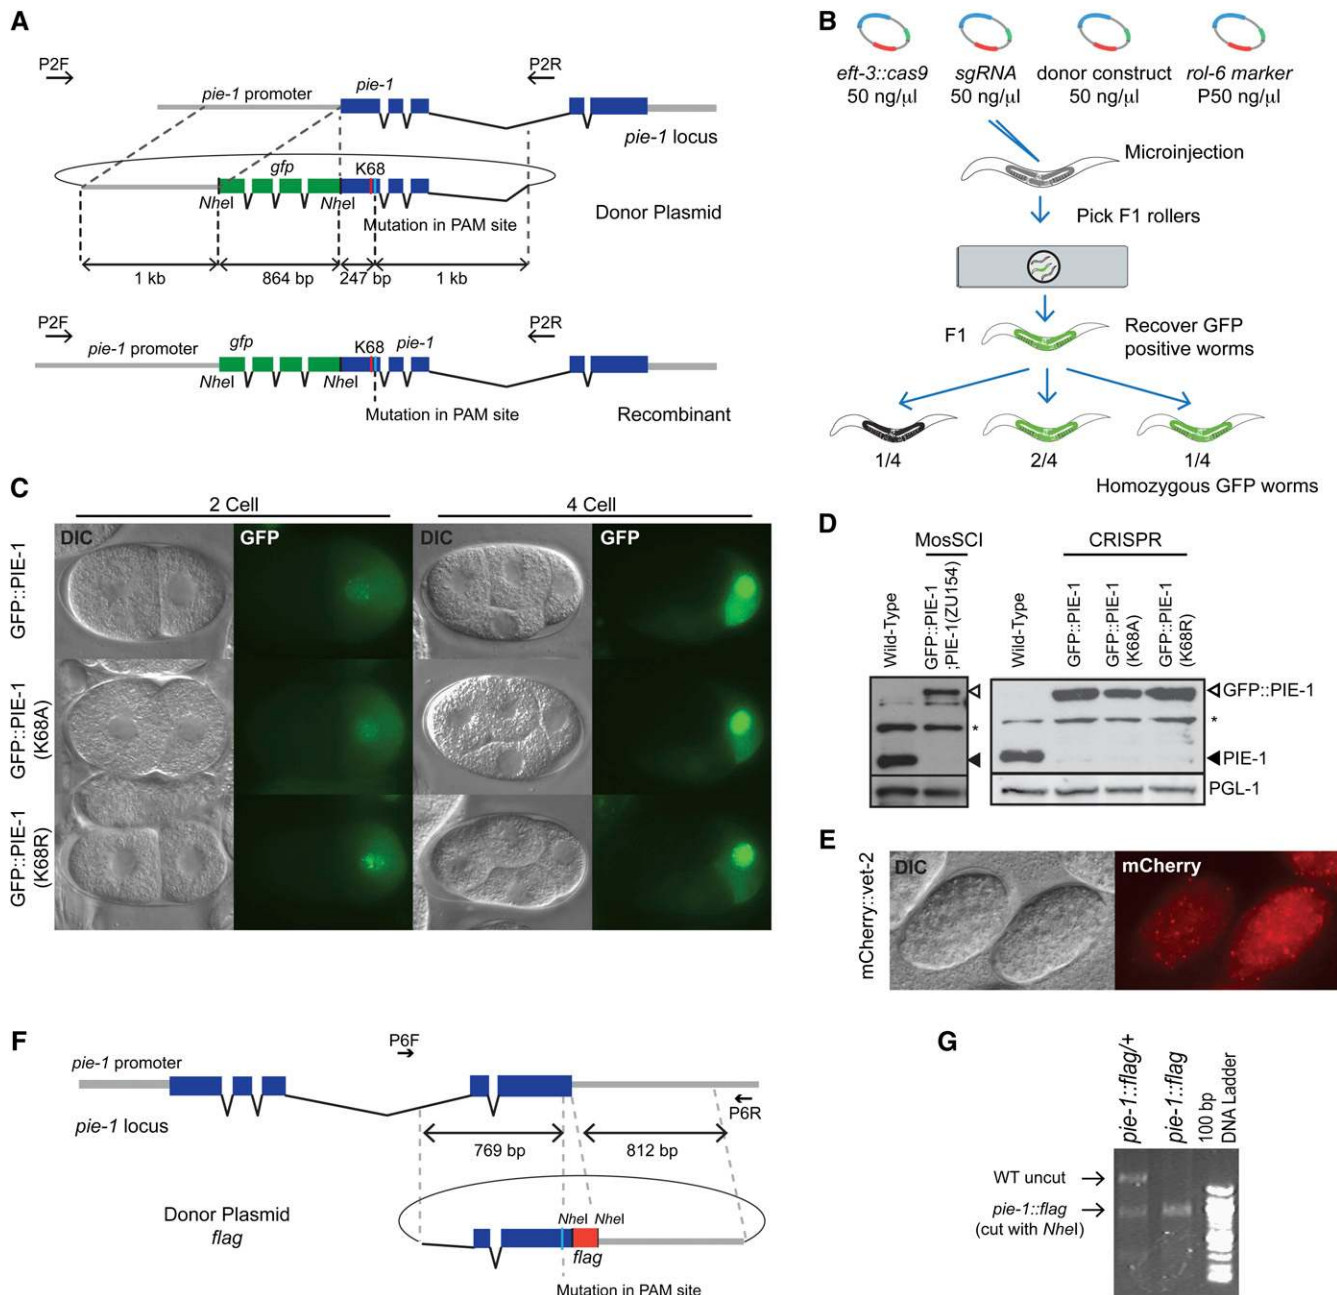 A
P2F
P2R
pie-1 promoter
pie-1
pie-1 locus
gfp
K68
NheI
NheI
Mutation in PAM site
Donor Plasmid
1 kb
864 bp
247 bp
1 kb
P2F
P2R
pie-1 promoter
gfp
K68
pie-1
NheI
NheI
Mutation in PAM site
Recombinant
B
eft-3::cas9
50 ng/µl
sgRNA
50 ng/µl
donor construct
50 ng/µl
rol-6 marker
P50 ng/µl
Microinjection
Pick F1 rollers
F1
Recover GFP
positive worms
1/4
2/4
1/4
Homozygous GFP worms
C
2 Cell
4 Cell
DIC
GFP
DIC
GFP
GFP::PIE-1
GFP::PIE-1
(K68A)
GFP::PIE-1
(K68R)
D
MosSCI
CRISPR
Wild-Type
GFP::PIE-1
;PIE-1(ZU154)
Wild-Type
GFP::PIE-1
GFP::PIE-1
(K68A)
GFP::PIE-1
(K68R)
GFP::PIE-1
*
*
PIE-1
PGL-1
E
mCherry::vet-2
DIC
mCherry
F
P6F
pie-1 promoter
P6R
pie-1 locus
769 bp
812 bp
Donor Plasmid
flag
NheI NheI
flag
Mutation in PAM site
G
pie-1::flag/+
pie-1::flag
100 bp
DNA Ladder
WT uncut
pie-1::flag
(cut with NheI)